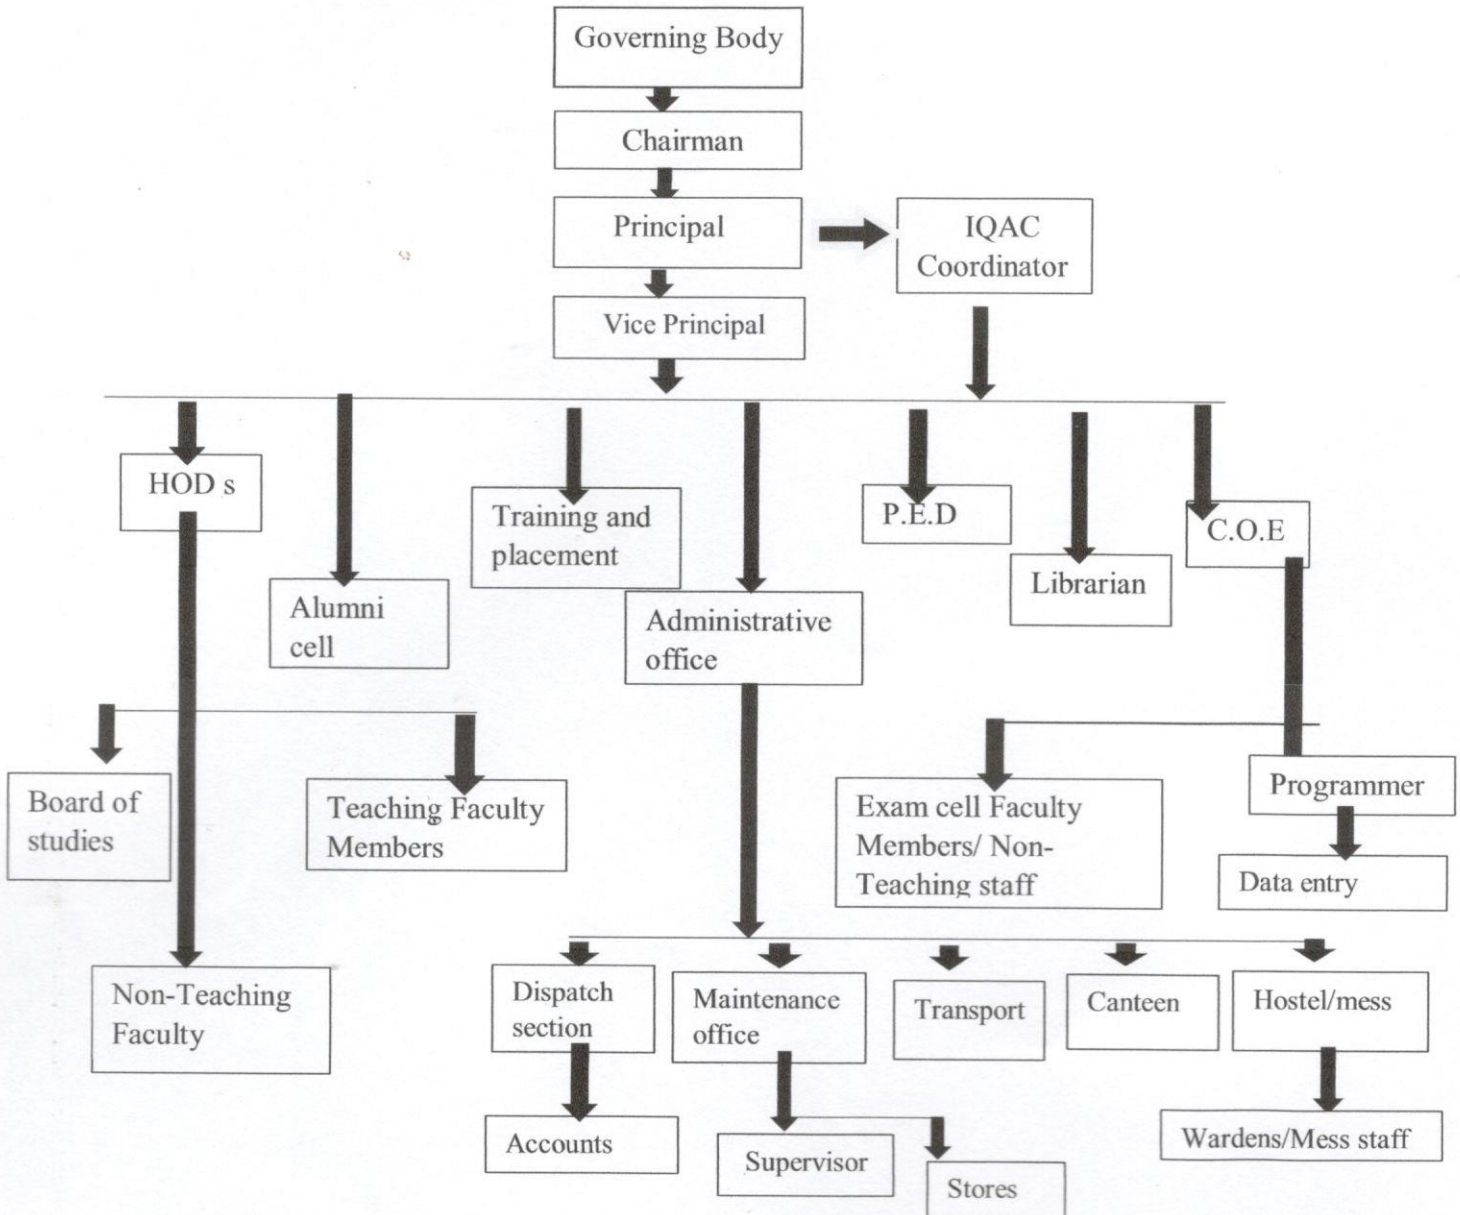 Governing Body
Chairman
Principal
IQAC
Coordinator
Vice Principal
HOD s
Training and
placement
P.E.D
C.O.E
Alumni
cell
Administrative
office
Librarian
Board of
studies
Teaching Faculty
Members
Exam cell Faculty
Members/ Non-
Teaching staff
Programmer
Data entry
Non-Teaching
Faculty
Dispatch
section
Maintenance
office
Transport
Canteen
Hostel/mess
Accounts
Supervisor
Stores
Wardens/Mess staff